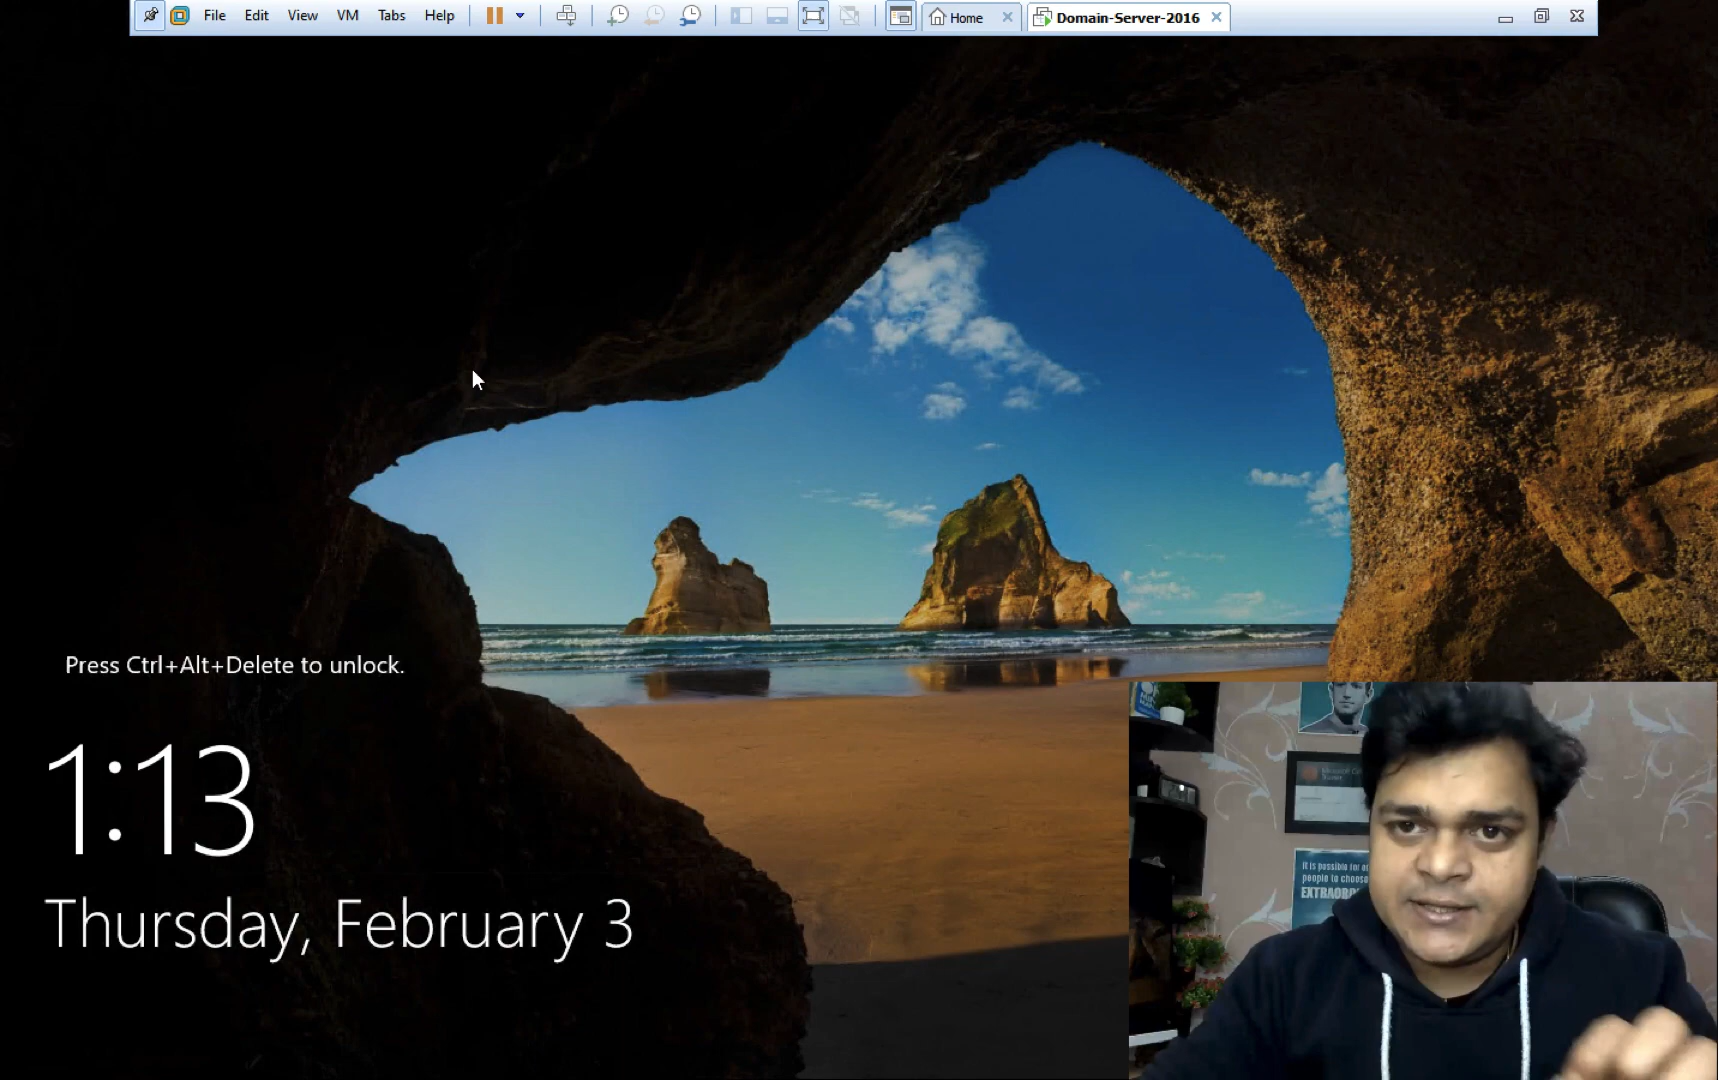 File Edit View VM Tabs Help Home Domain-Server-2016
Press Ctrl+Alt+Delete to unlock.
1:13
Thursday, February 3
It is possible for
people to choose